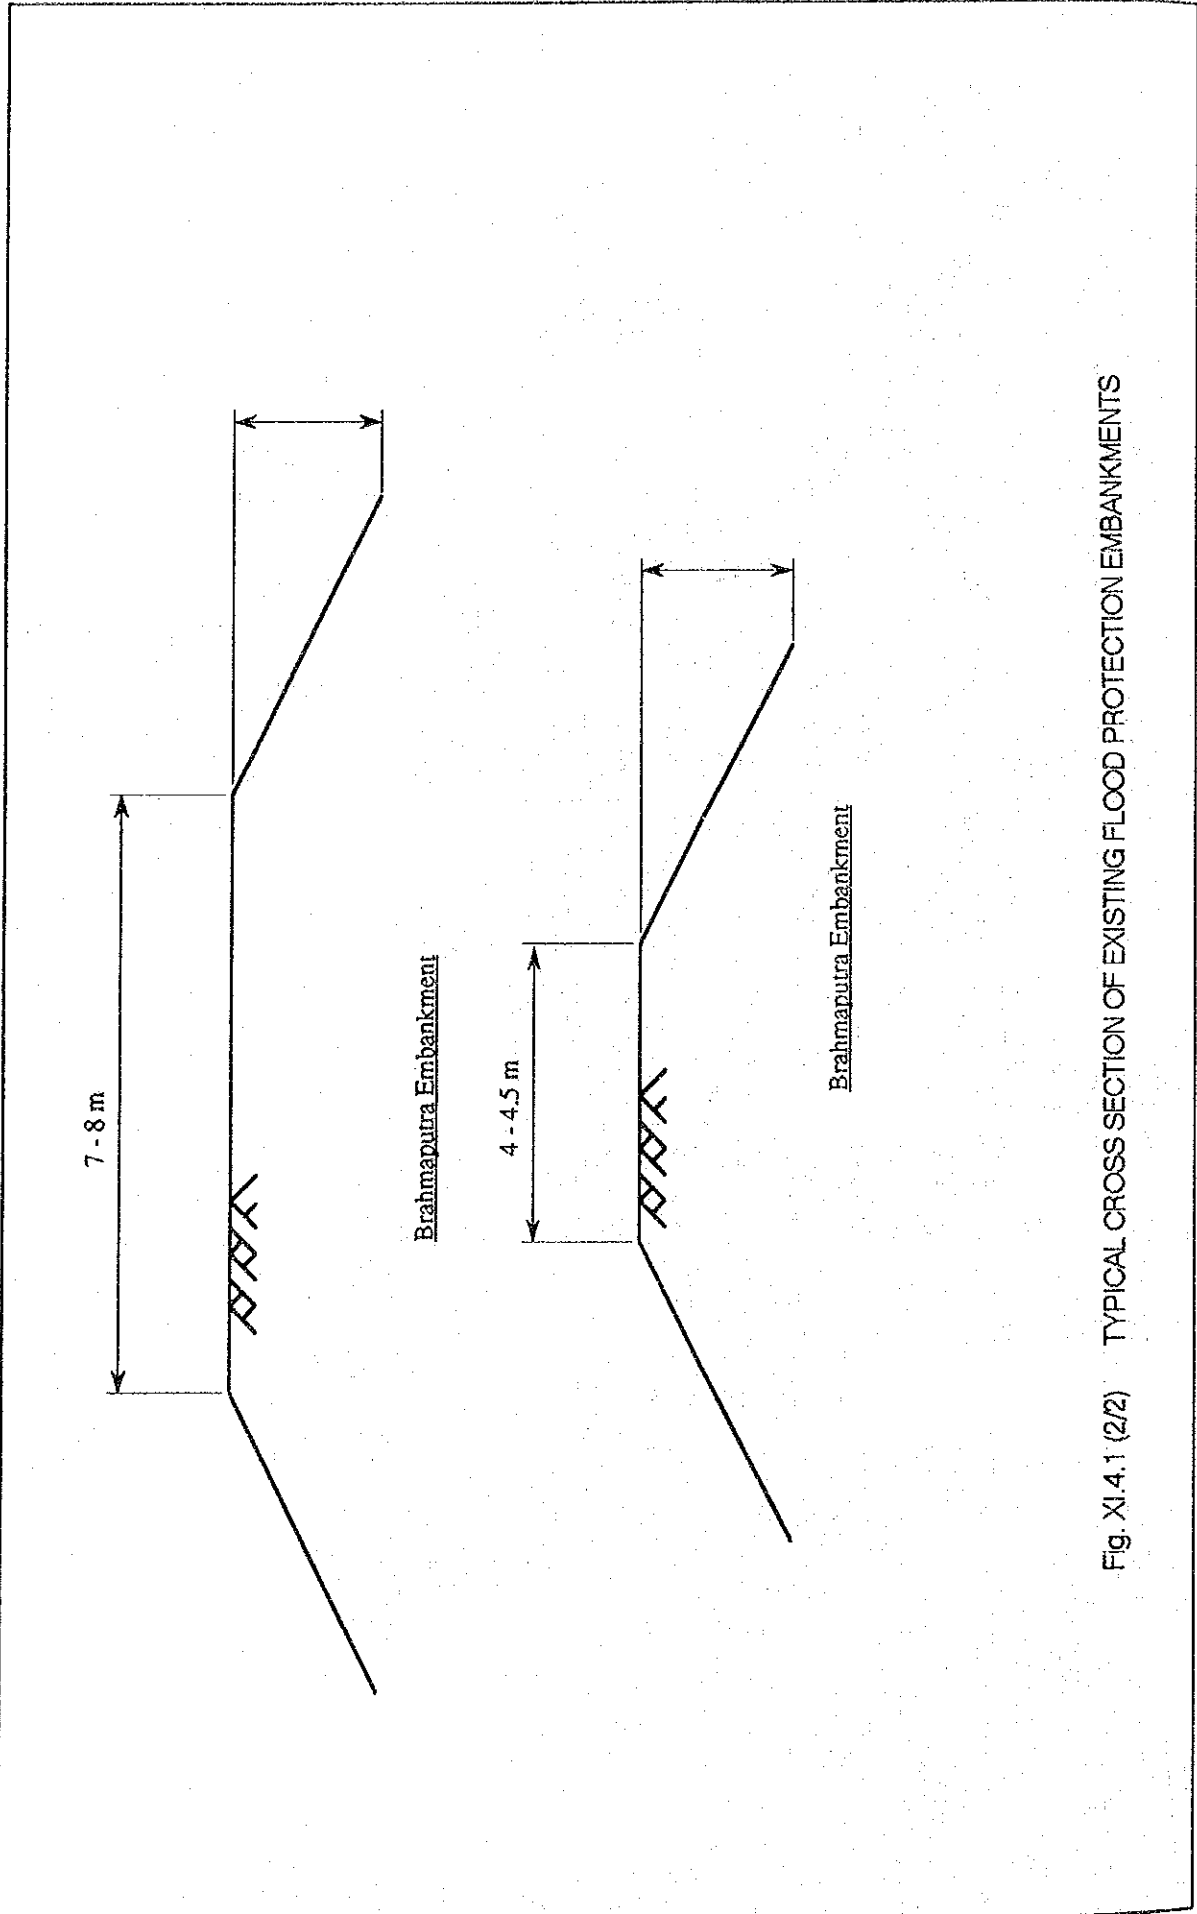 7 - 8 m
Brahmaputra Embankment
4 - 4.5 m
Brahmaputra Embankment
Fig. XI.4.1 (2/2) TYPICAL CROSS SECTION OF EXISTING FLOOD PROTECTION EMBANKMENTS